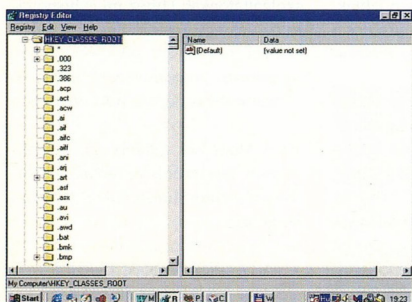 Registry Editor
Registry Edit View Help
HKEY_CLASSES_ROOT
*
.000
.323
.386
.acp
.act
.acw
.ai
.aif
.aifc
.aiff
.ani
.arj
.art
.asf
.asx
.au
.avi
.awd
.bat
.bmk
.bmp
Name Data
(Default) (value not set)
My Computer\HKEY_CLASSES_ROOT
Start M R P C W 19:23